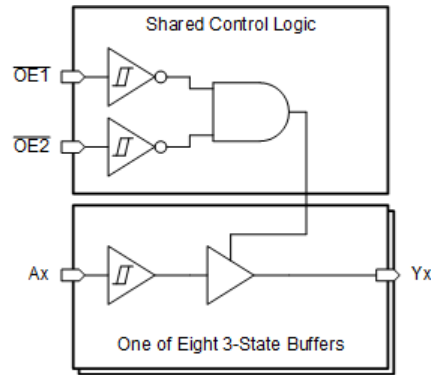 Shared Control Logic
OE1
OE2
Ax
Yx
One of Eight 3-State Buffers